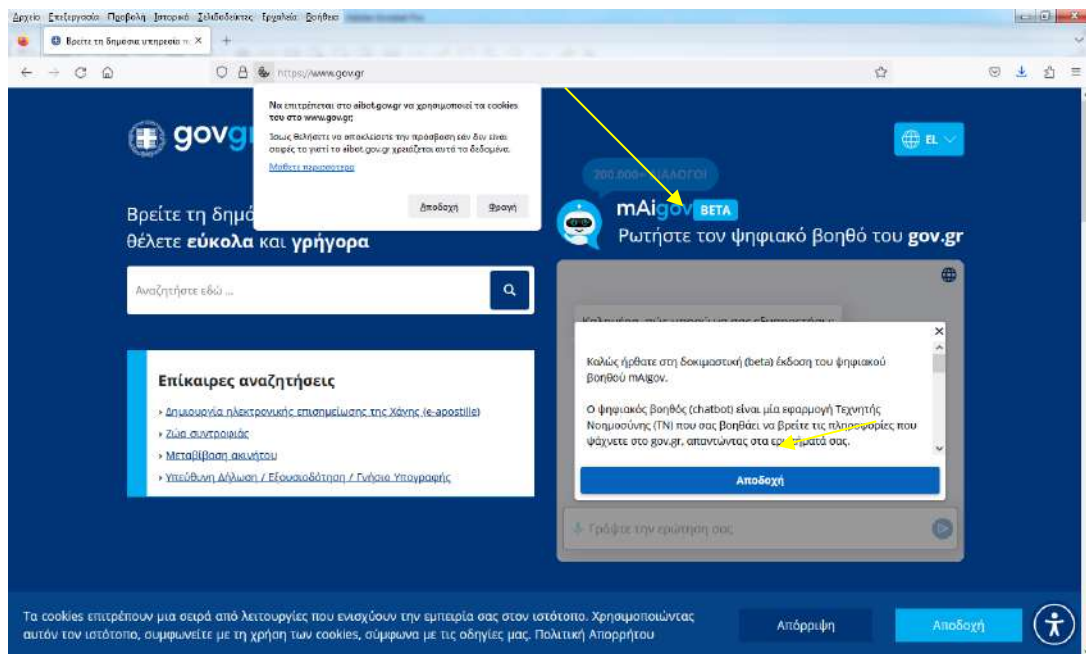 Αρχείο Επεξεργασία Προβολή Ιστορικό Σελιδοδείκτες Εργαλεία Βοήθεια
Βρείτε τη δημόσια υπηρεσία π
https://www.gov.gr
Να επιτρέπεται στο aibot.gov.gr να χρησιμοποιεί τα cookies
του στο www.gov.gr;
Ίσως θελήσετε να αποκλείσετε την πρόσβαση εάν δεν είναι
σαφές το γιατί το aibot.gov.gr χρειάζεται αυτά τα δεδομένα.
Μάθετε περισσότερα
Αποδοχή Φραγή
govg
EL
Βρείτε τη δημό
θέλετε εύκολα και γρήγορα
Αναζητήστε εδώ ...
Επίκαιρες αναζητήσεις
› Δημιουργία ηλεκτρονικής επισημείωσης της Χάγης (e-apostille)
› Ζώα συντροφιάς
› Μεταβίβαση ακινήτου
› Υπεύθυνη Δήλωση / Εξουσιοδότηση / Γνήσιο Υπογραφής
200.000+ ΔΙΑΛΟΓΟΙ
mAigov BETA
Ρωτήστε τον ψηφιακό βοηθό του gov.gr
Καλημέρα, πώς μπορώ να σας εξυπηρετήσω;
Καλώς ήρθατε στη δοκιμαστική (beta) έκδοση του ψηφιακού
βοηθού mAigov.
Ο ψηφιακός βοηθός (chatbot) είναι μία εφαρμογή Τεχνητής
Νοημοσύνης (ΤΝ) που σας βοηθάει να βρείτε τις πληροφορίες που
ψάχνετε στο gov.gr, απαντώντας στα ερωτήματά σας.
Αποδοχή
Γράψτε την ερώτηση σας
Τα cookies επιτρέπουν μια σειρά από λειτουργίες που ενισχύουν την εμπειρία σας στον ιστότοπο. Χρησιμοποιώντας
αυτόν τον ιστότοπο, συμφωνείτε με τη χρήση των cookies, σύμφωνα με τις οδηγίες μας. Πολιτική Απορρήτου
Απόρριψη Αποδοχή